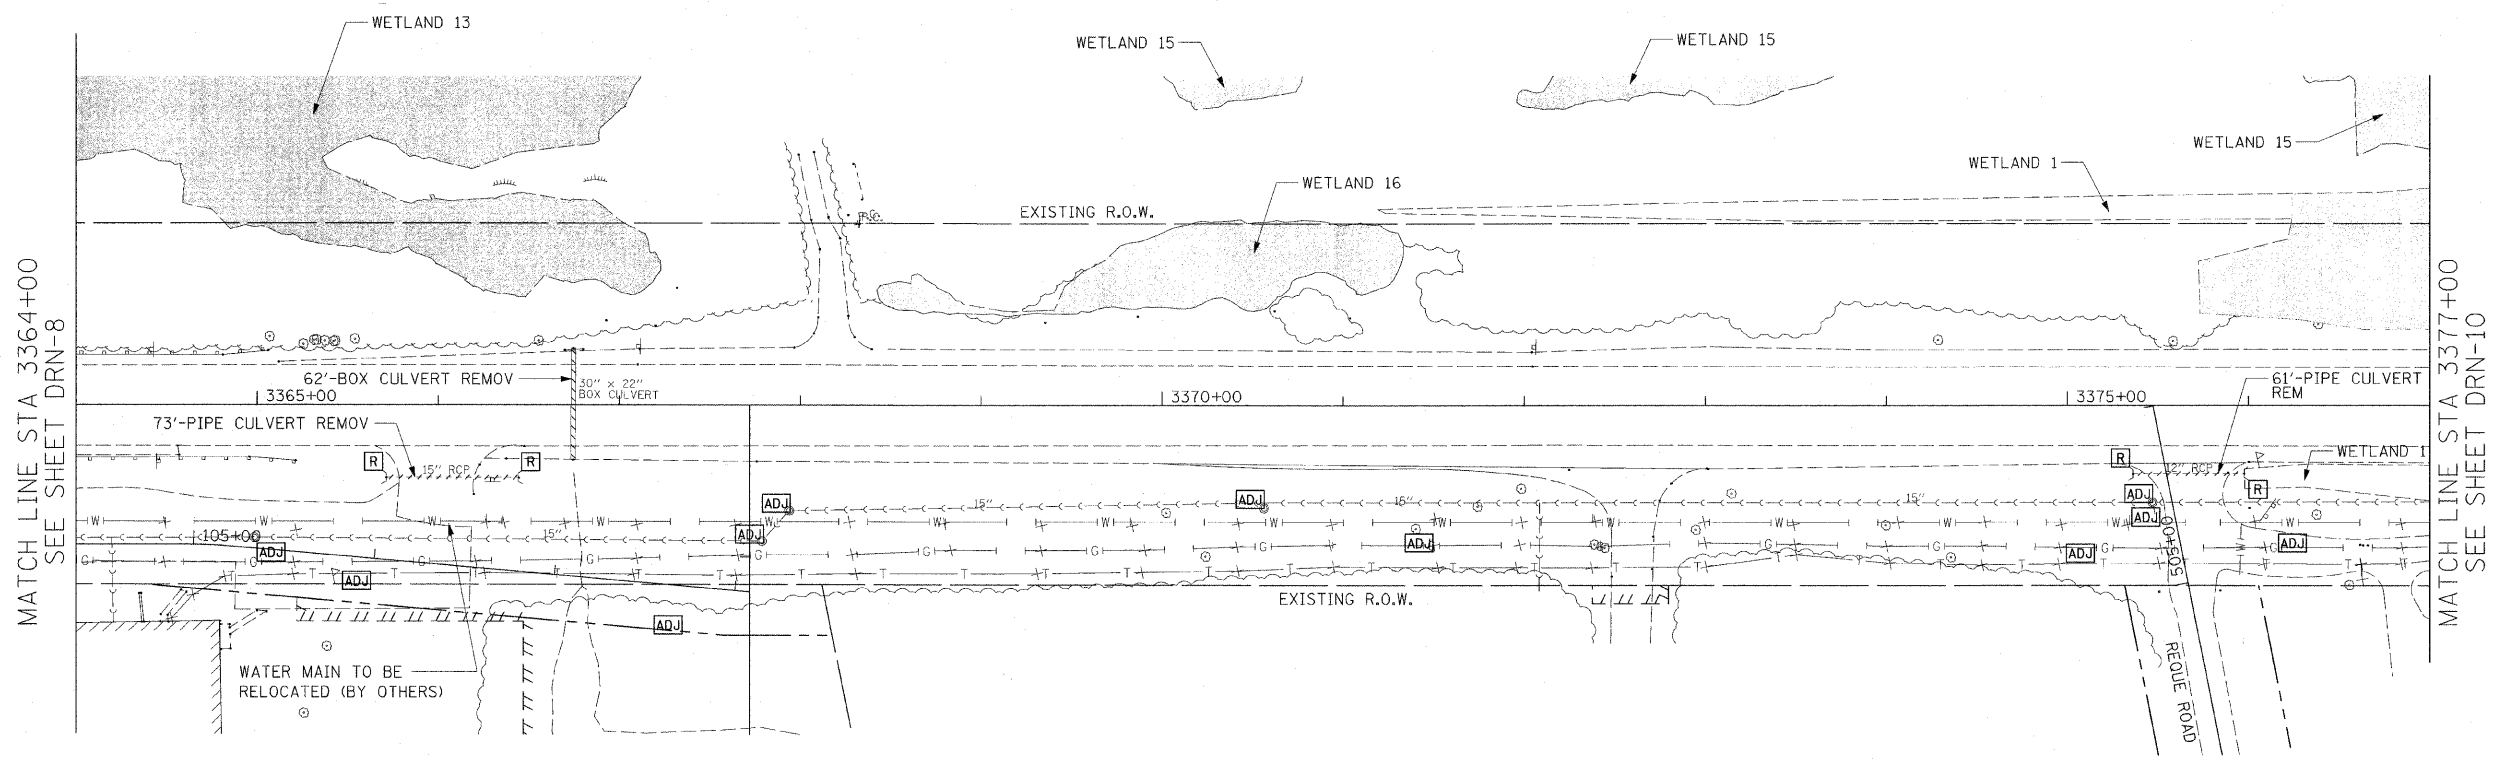 WETLAND 13
WETLAND 15
WETLAND 15
WETLAND 15
WETLAND 1
WETLAND 16
EXISTING R.O.W.
MATCH LINE STA 3364+00
SEE SHEET DRN-8
MATCH LINE STA 3377+00
SEE SHEET DRN-10
62'-BOX CULVERT REMOV
30" x 22"
BOX CULVERT
3365+00
3370+00
3375+00
61'-PIPE CULVERT
REM
73'-PIPE CULVERT REMOV
R
15" RCP
R
R
12" RCP
WETLAND 1
R
ADJ
15"
ADJ
15"
15"
ADJ
ADJ
W
W
W
W
W
W
W
W
W
W
W
W
W
W
105+00
15"
ADJ
ADJ
ADJ
ADJ
ADJ
G
G
G
G
G
G
G
G
G
G
ADJ
T
T
T
T
T
T
T
T
T
T
T
T
T
T
505+00
EXISTING R.O.W.
ADJ
WATER MAIN TO BE
RELOCATED (BY OTHERS)
REQUE ROAD